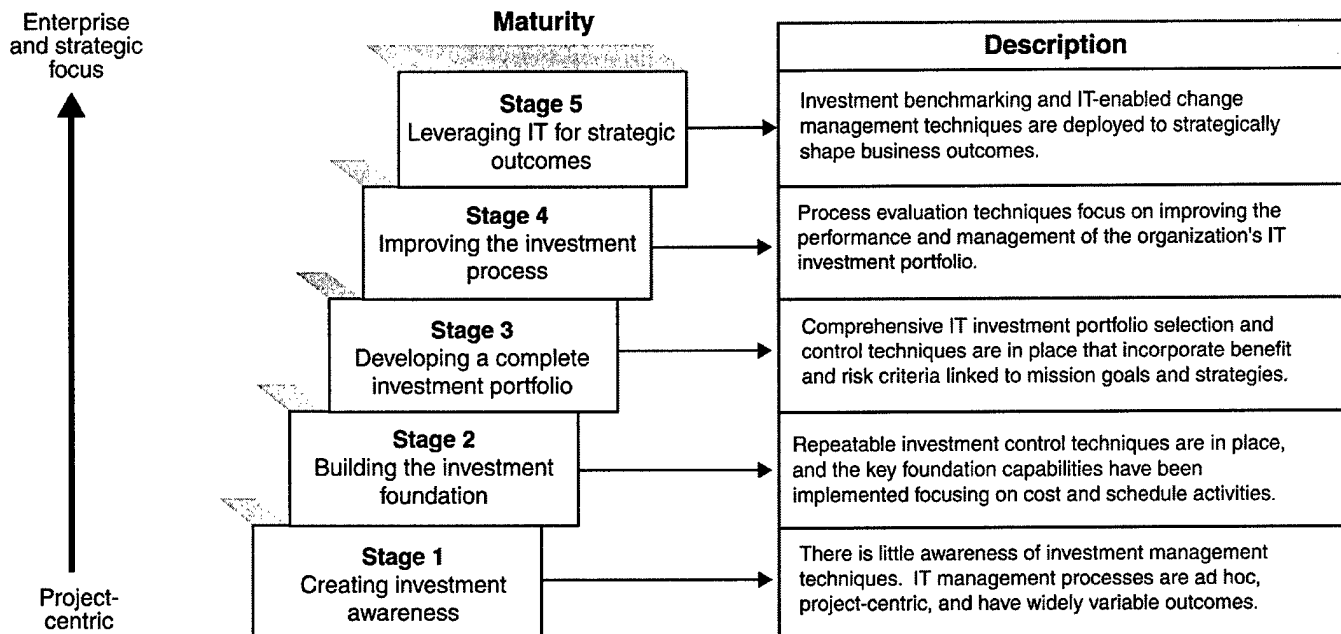 Enterprise
and strategic
focus
Project-
centric
Maturity
Stage 5
Leveraging IT for strategic
outcomes
Stage 4
Improving the investment
process
Stage 3
Developing a complete
investment portfolio
Stage 2
Building the investment
foundation
Stage 1
Creating investment
awareness
Description
Investment benchmarking and IT-enabled change
management techniques are deployed to strategically
shape business outcomes.
Process evaluation techniques focus on improving the
performance and management of the organization's IT
investment portfolio.
Comprehensive IT investment portfolio selection and
control techniques are in place that incorporate benefit
and risk criteria linked to mission goals and strategies.
Repeatable investment control techniques are in place,
and the key foundation capabilities have been
implemented focusing on cost and schedule activities.
There is little awareness of investment management
techniques. IT management processes are ad hoc,
project-centric, and have widely variable outcomes.